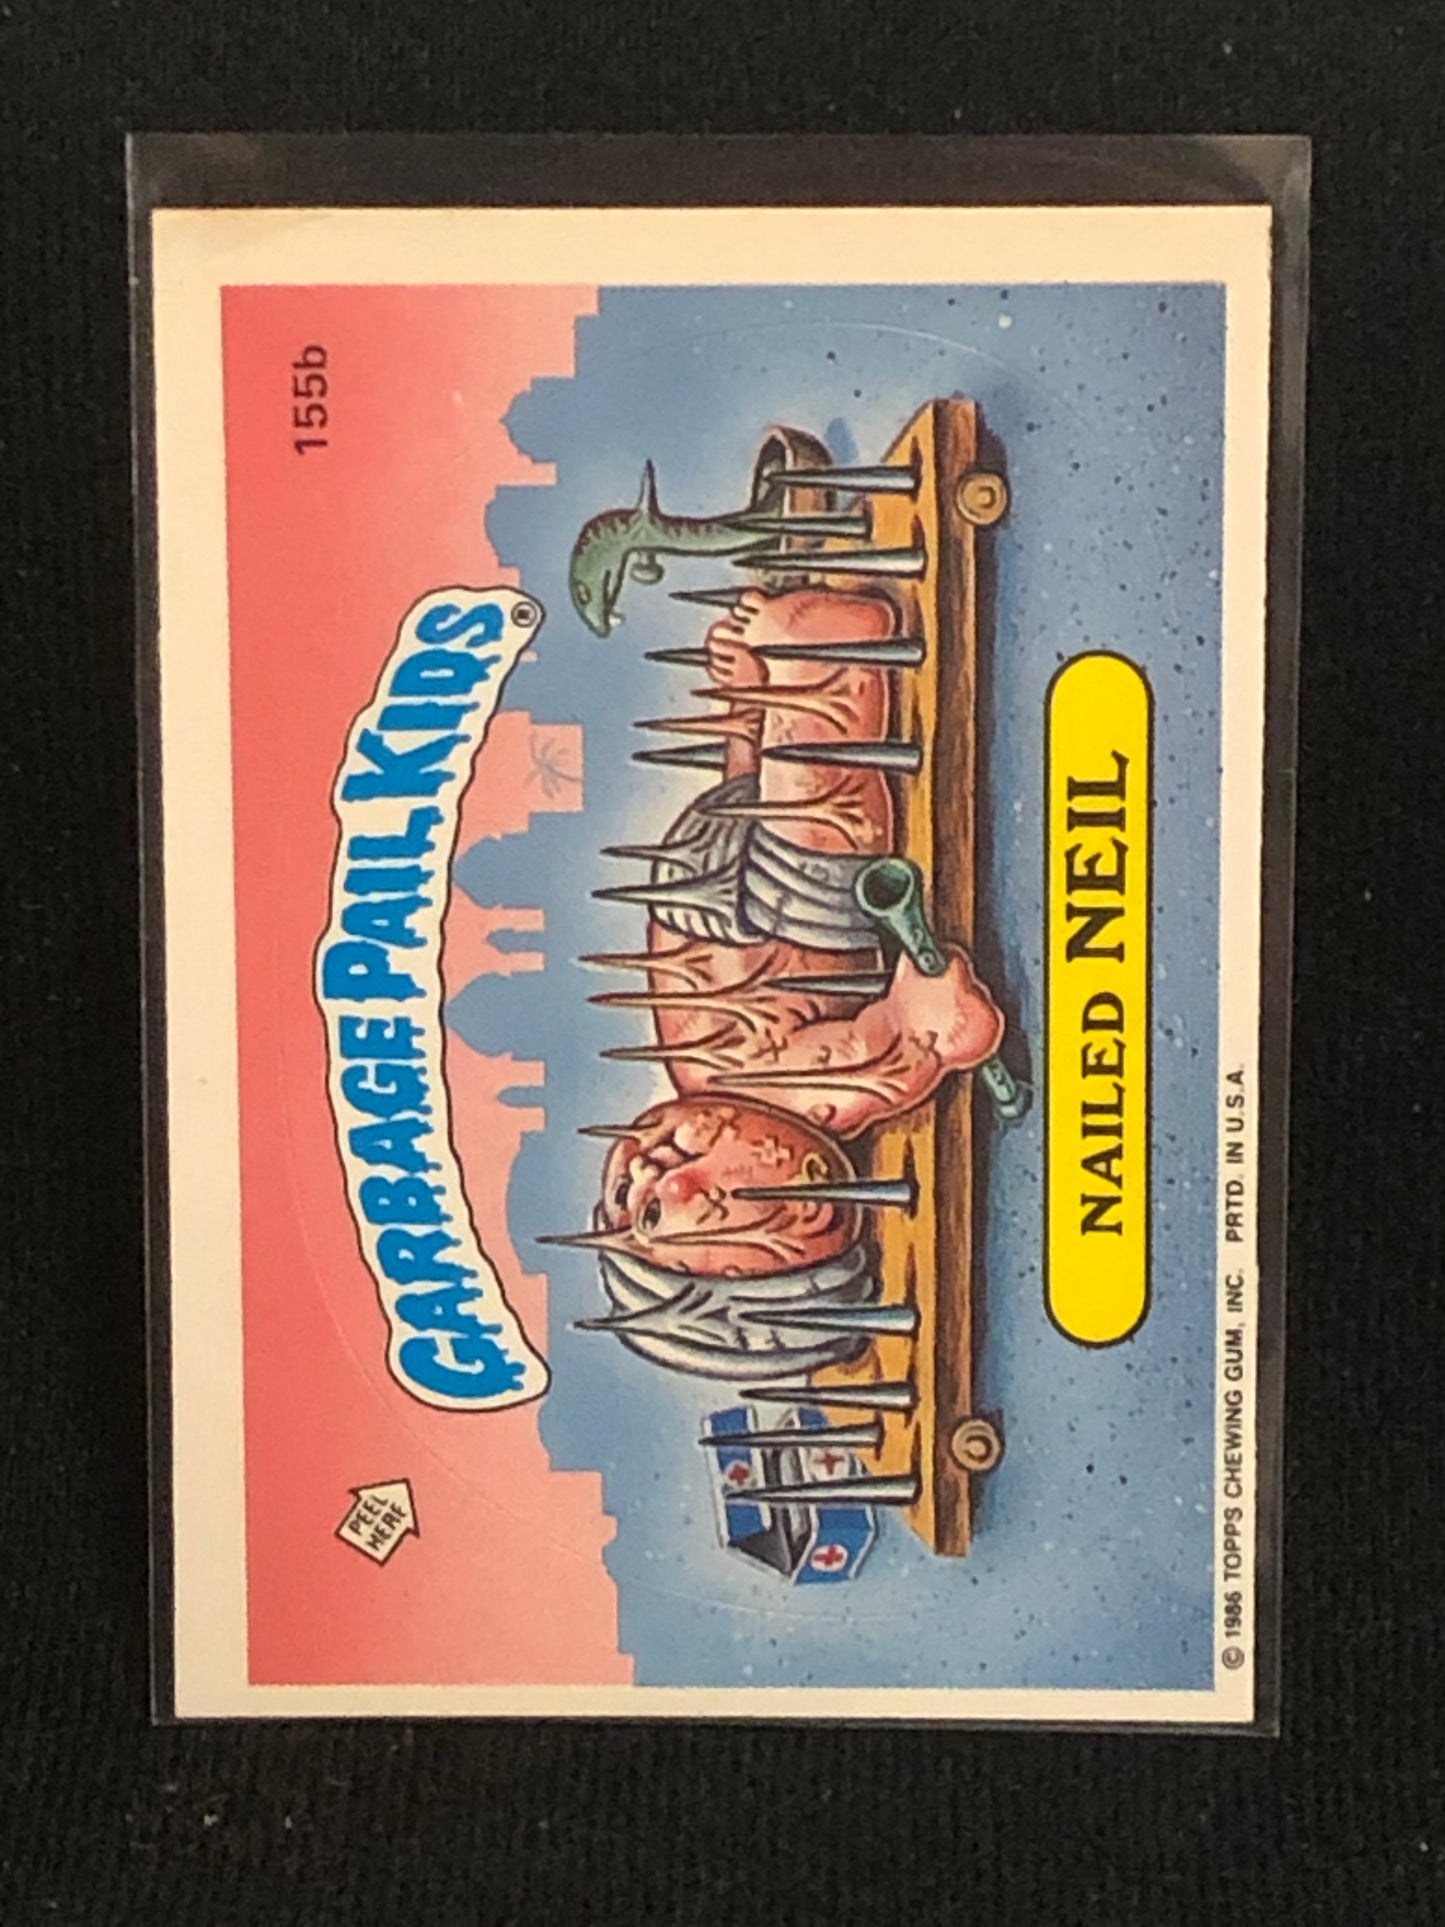 155b
GARBAGE PAIL KIDS®
PEEL
HERE
NAILED NEIL
© 1986 TOPPS CHEWING GUM, INC. PRTD. IN U.S.A.